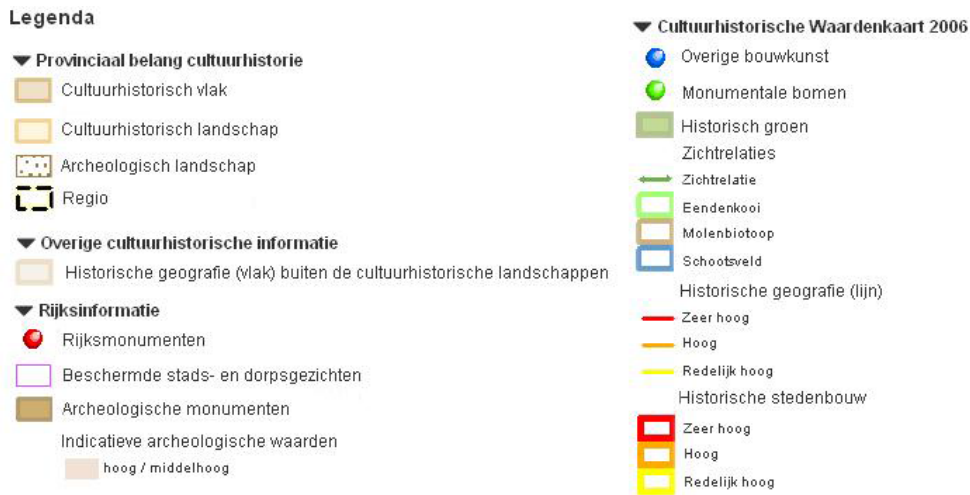 Legenda
Provinciaal belang cultuurhistorie
Cultuurhistorisch vlak
Cultuurhistorisch landschap
Archeologisch landschap
Regio
Overige cultuurhistorische informatie
Historische geografie (vlak) buiten de cultuurhistorische landschappen
Rijksinformatie
Rijksmonumenten
Beschermde stads- en dorpsgezichten
Archeologische monumenten
Indicatieve archeologische waarden
hoog / middelhoog
Cultuurhistorische Waardenkaart 2006
Overige bouwkunst
Monumentale bomen
Historisch groen
Zichtrelaties
Zichtrelatie
Eendenkooi
Molenbiotoop
Schootsveld
Historische geografie (lijn)
Zeer hoog
Hoog
Redelijk hoog
Historische stedenbouw
Zeer hoog
Hoog
Redelijk hoog